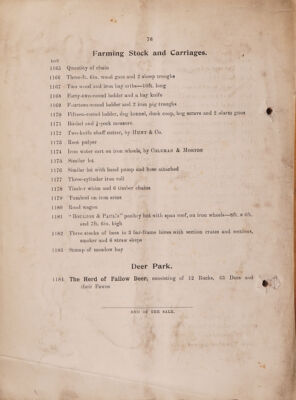 76
Farming Stock and Carriages.
LOT
1165 Quantity of chain
1166 Three-ft. 6in. wood gate and 2 sheep troughs
1167 Two wood and iron hay cribs—10ft. long
1168 Forty-two-round ladder and a hay knife
1169 Fourteen-round ladder and 2 iron pig troughs
1170 Fifteen-round ladder, dog kennel, duck coop, hog scrave and 2 slate guns
1171 Bushel and ½-peck measure
1172 Two-knife chaff cutter, by HUNT & Co.
1173 Root pulper
1174 Iron water cart on iron wheels, by COLEMAN & MORTON
1175 Similar lot
1176 Similar lot with hand pump and hose attached
1177 Three-cylinder iron roll
1178 Timber whim and 6 timber chains
1179 Tumbrel on iron arms
1180 Road wagon
1181 "BOULTON & PAUL'S" poultry hut with span roof, on iron wheels—8ft. x 6ft.
and 7ft. 6in. high
1182 Three stocks of bees in 3 bar-frame hives with section crates and sections,
smoker and 6 straw skeps
1183 Stump of meadow hay
Deer Park.
1184 The Herd of Fallow Deer, consisting of 12 Bucks, 63 Does and
their Fawns
END OF THE SALE.